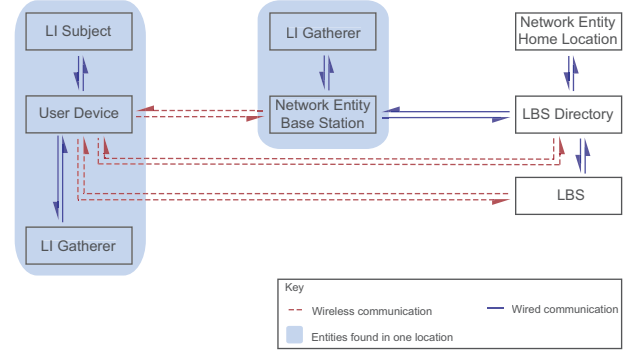 LI Subject
LI Gatherer
Network Entity
Home Location
User Device
Network Entity
Base Station
LBS Directory
LBS
LI Gatherer
Key
Wireless communication
Wired communication
Entities found in one location